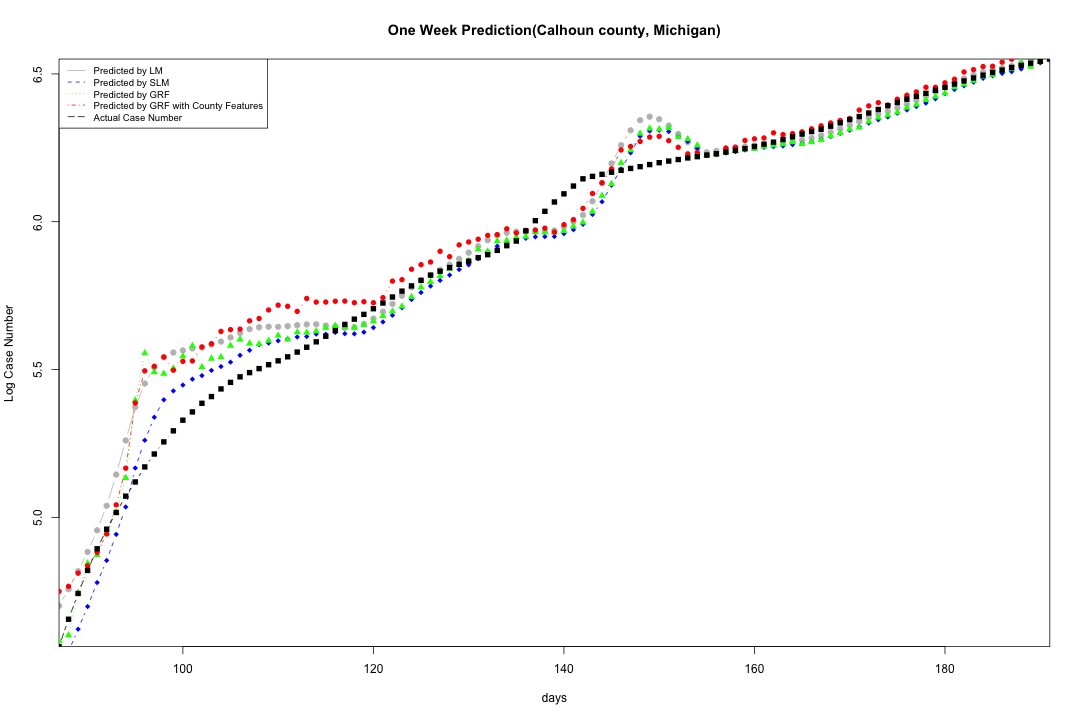 One Week Prediction(Calhoun county, Michigan)
Predicted by LM
Predicted by SLM
Predicted by GRF
Predicted by GRF with County Features
Actual Case Number
6.5
6.0
5.5
5.0
Log Case Number
100 120 140 160 180
days